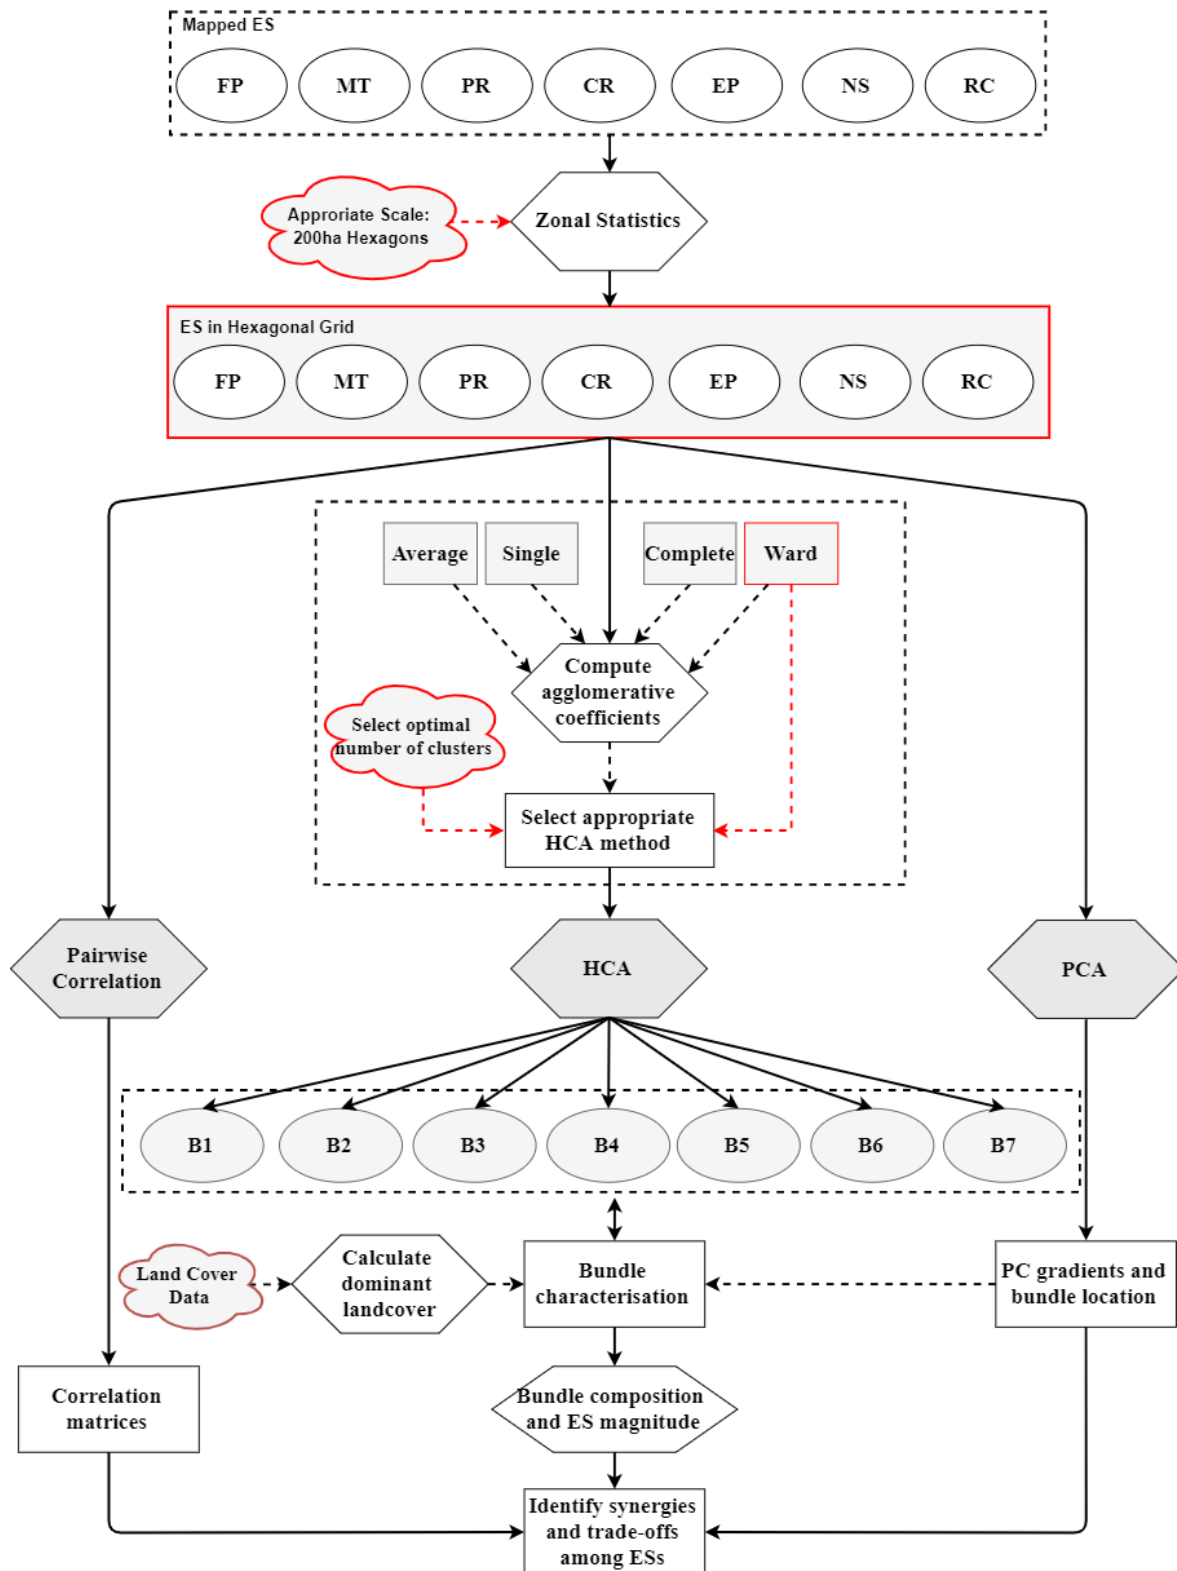 Mapped ES
FP MT PR CR EP NS RC
Approriate Scale:
200ha Hexagons
Zonal Statistics
ES in Hexagonal Grid
FP MT PR CR EP NS RC
Average Single Complete Ward
Compute
agglomerative
coefficients
Select optimal
number of clusters
Select appropriate
HCA method
Pairwise
Correlation
HCA
PCA
B1 B2 B3 B4 B5 B6 B7
Land Cover
Data
Calculate
dominant
landcover
Bundle
characterisation
PC gradients and
bundle location
Correlation
matrices
Bundle composition
and ES magnitude
Identify synergies
and trade-offs
among ESs